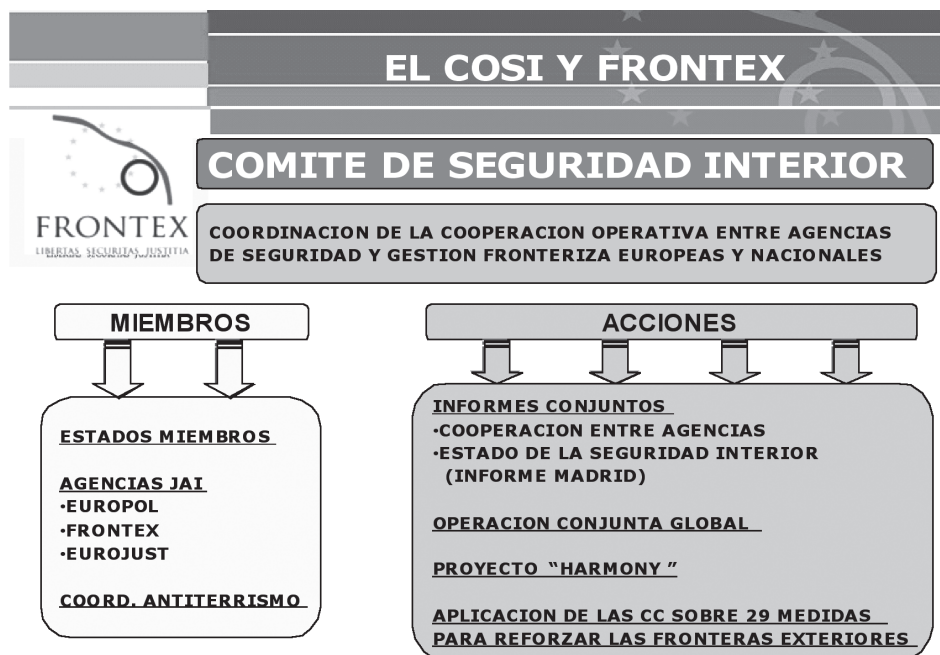 EL COSI Y FRONTEX
FRONTEX
LIBERTAS SECURITAS JUSTITIA
COMITE DE SEGURIDAD INTERIOR
COORDINACION DE LA COOPERACION OPERATIVA ENTRE AGENCIAS
DE SEGURIDAD Y GESTION FRONTERIZA EUROPEAS Y NACIONALES
MIEMBROS
ESTADOS MIEMBROS
AGENCIAS JAI
•EUROPOL
•FRONTEX
•EUROJUST
COORD. ANTITERRISMO
ACCIONES
INFORMES CONJUNTOS
•COOPERACION ENTRE AGENCIAS
•ESTADO DE LA SEGURIDAD INTERIOR
(INFORME MADRID)
OPERACION CONJUNTA GLOBAL
PROYECTO “HARMONY ”
APLICACION DE LAS CC SOBRE 29 MEDIDAS
PARA REFORZAR LAS FRONTERAS EXTERIORES